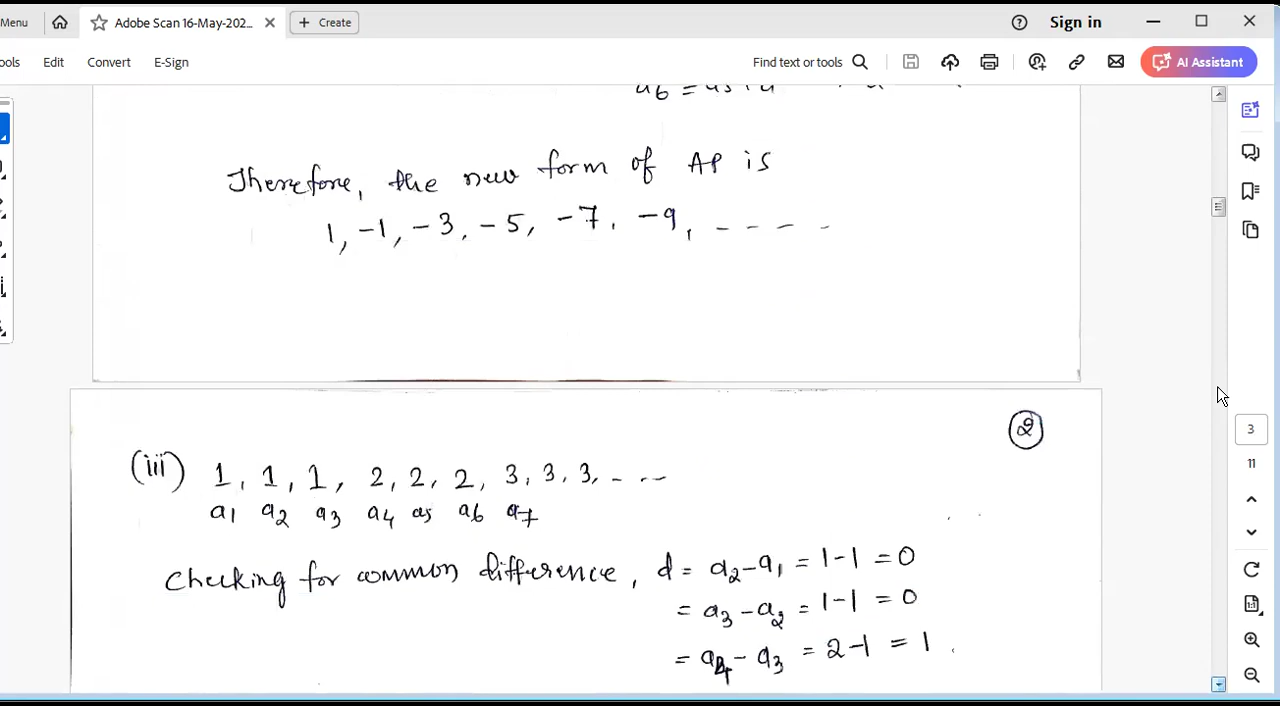 Menu
Adobe Scan 16-May-202...
+ Create
Sign in
ools Edit Convert E-Sign
Find text or tools
AI Assistant
Therefore, the new form of AP is
1, -1, -3, -5, -7, -9, - - - -
2
(iii) 1, 1, 1, 2, 2, 2, 3, 3, 3, - --
a1 a2 a3 a4 a5 a6 a7
Checking for common difference, d = a2-a1 = 1-1 = 0
= a3-a2 = 1-1 = 0
= a4-a3 = 2-1 = 1
3
11